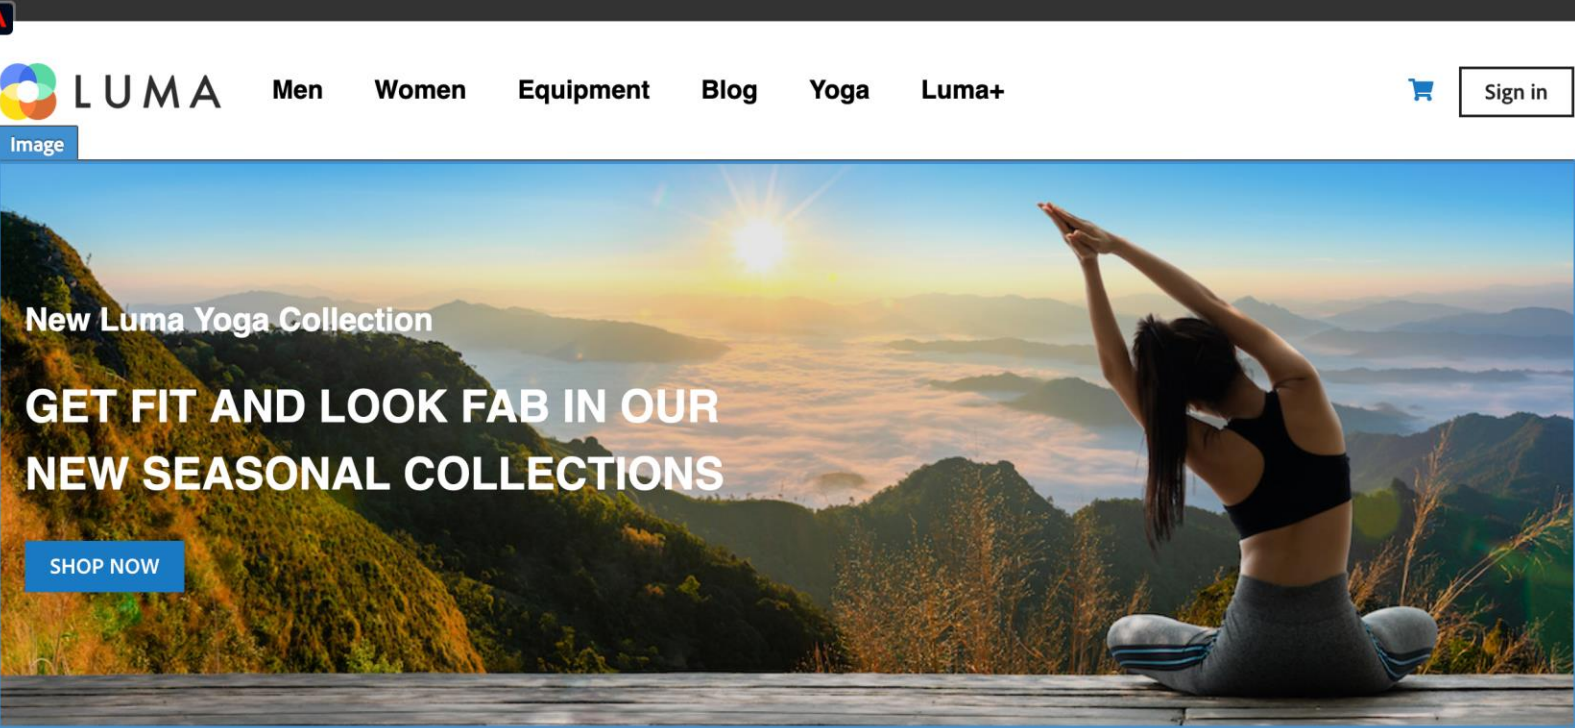 LUMA
Men
Women
Equipment
Blog
Yoga
Luma+
Sign in
Image
New Luma Yoga Collection
GET FIT AND LOOK FAB IN OUR
NEW SEASONAL COLLECTIONS
SHOP NOW